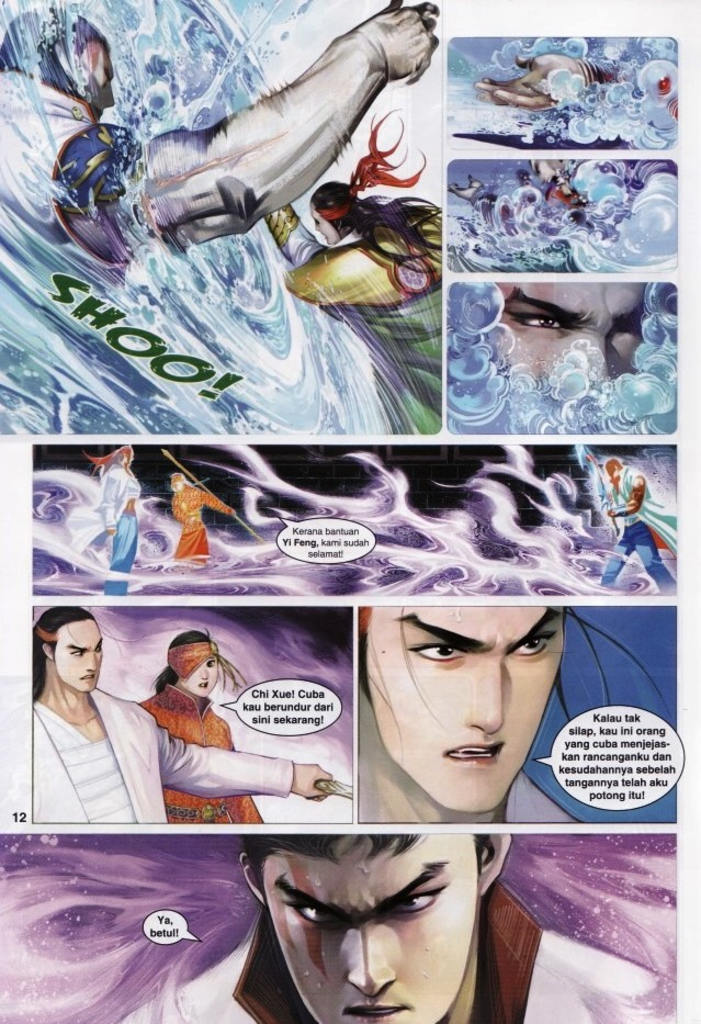 SHOO!
Kerana bantuan
Yi Feng, kami sudah
selamat!
Chi Xue! Cuba
kau berundur dari
sini sekarang!
Kalau tak
silap, kau ini orang
yang cuba menjejas-
kan rancanganku dan
kesudahannya sebelah
tangannya telah aku
potong itu!
12
Ya,
betul!